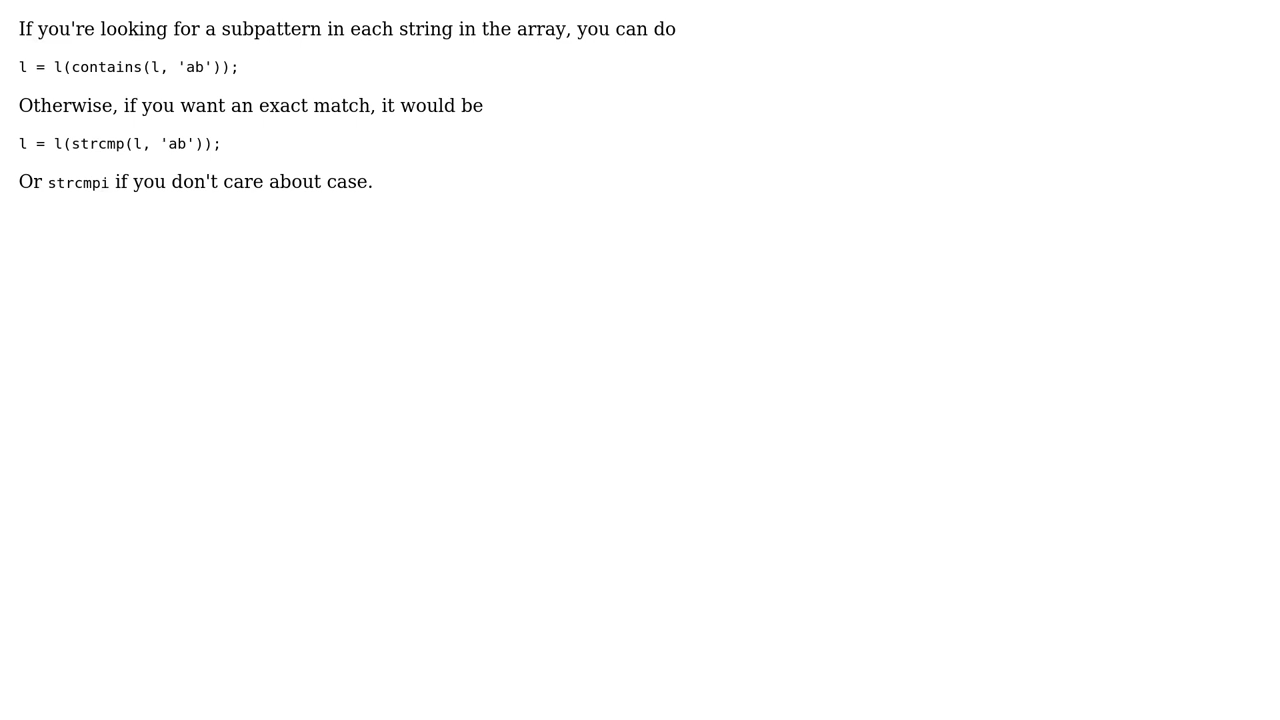 If you're looking for a subpattern in each string in the array, you can do
l = l(contains(l, 'ab'));
Otherwise, if you want an exact match, it would be
l = l(strcmp(l, 'ab'));
Or strcmpi if you don't care about case.